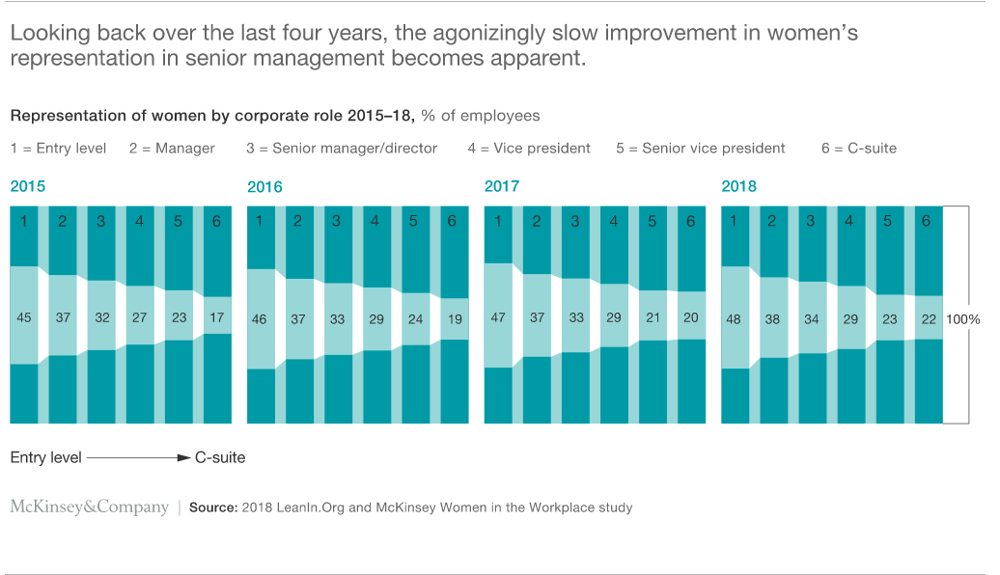 Looking back over the last four years, the agonizingly slow improvement in women’s
representation in senior management becomes apparent.
Representation of women by corporate role 2015–18, % of employees
1 = Entry level 2 = Manager 3 = Senior manager/director 4 = Vice president 5 = Senior vice president 6 = C-suite
2015 2016 2017 2018
1 2 3 4 5 6 1 2 3 4 5 6 1 2 3 4 5 6 1 2 3 4 5 6
45 37 32 27 23 17 46 37 33 29 24 19 47 37 33 29 21 20 48 38 34 29 23 22 100%
Entry level C-suite
McKinsey&Company | Source: 2018 LeanIn.Org and McKinsey Women in the Workplace study